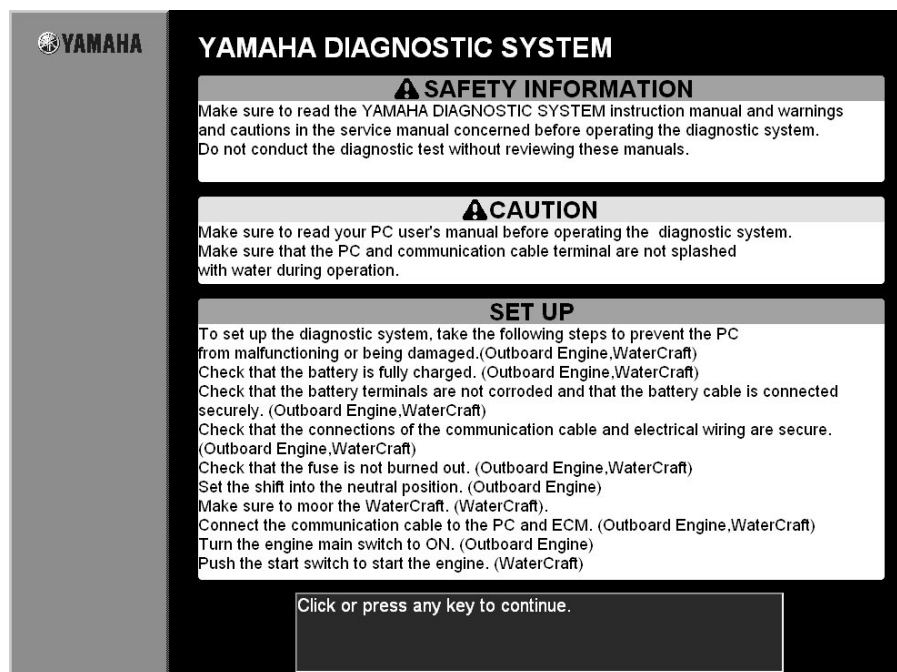 YAMAHA
YAMAHA DIAGNOSTIC SYSTEM
SAFETY INFORMATION
Make sure to read the YAMAHA DIAGNOSTIC SYSTEM instruction manual and warnings
and cautions in the service manual concerned before operating the diagnostic system.
Do not conduct the diagnostic test without reviewing these manuals.
CAUTION
Make sure to read your PC user's manual before operating the diagnostic system.
Make sure that the PC and communication cable terminal are not splashed
with water during operation.
SET UP
To set up the diagnostic system, take the following steps to prevent the PC
from malfunctioning or being damaged.(Outboard Engine,WaterCraft)
Check that the battery is fully charged. (Outboard Engine,WaterCraft)
Check that the battery terminals are not corroded and that the battery cable is connected
securely. (Outboard Engine,WaterCraft)
Check that the connections of the communication cable and electrical wiring are secure.
(Outboard Engine,WaterCraft)
Check that the fuse is not burned out. (Outboard Engine,WaterCraft)
Set the shift into the neutral position. (Outboard Engine)
Make sure to moor the WaterCraft. (WaterCraft).
Connect the communication cable to the PC and ECM. (Outboard Engine,WaterCraft)
Turn the engine main switch to ON. (Outboard Engine)
Push the start switch to start the engine. (WaterCraft)
Click or press any key to continue.